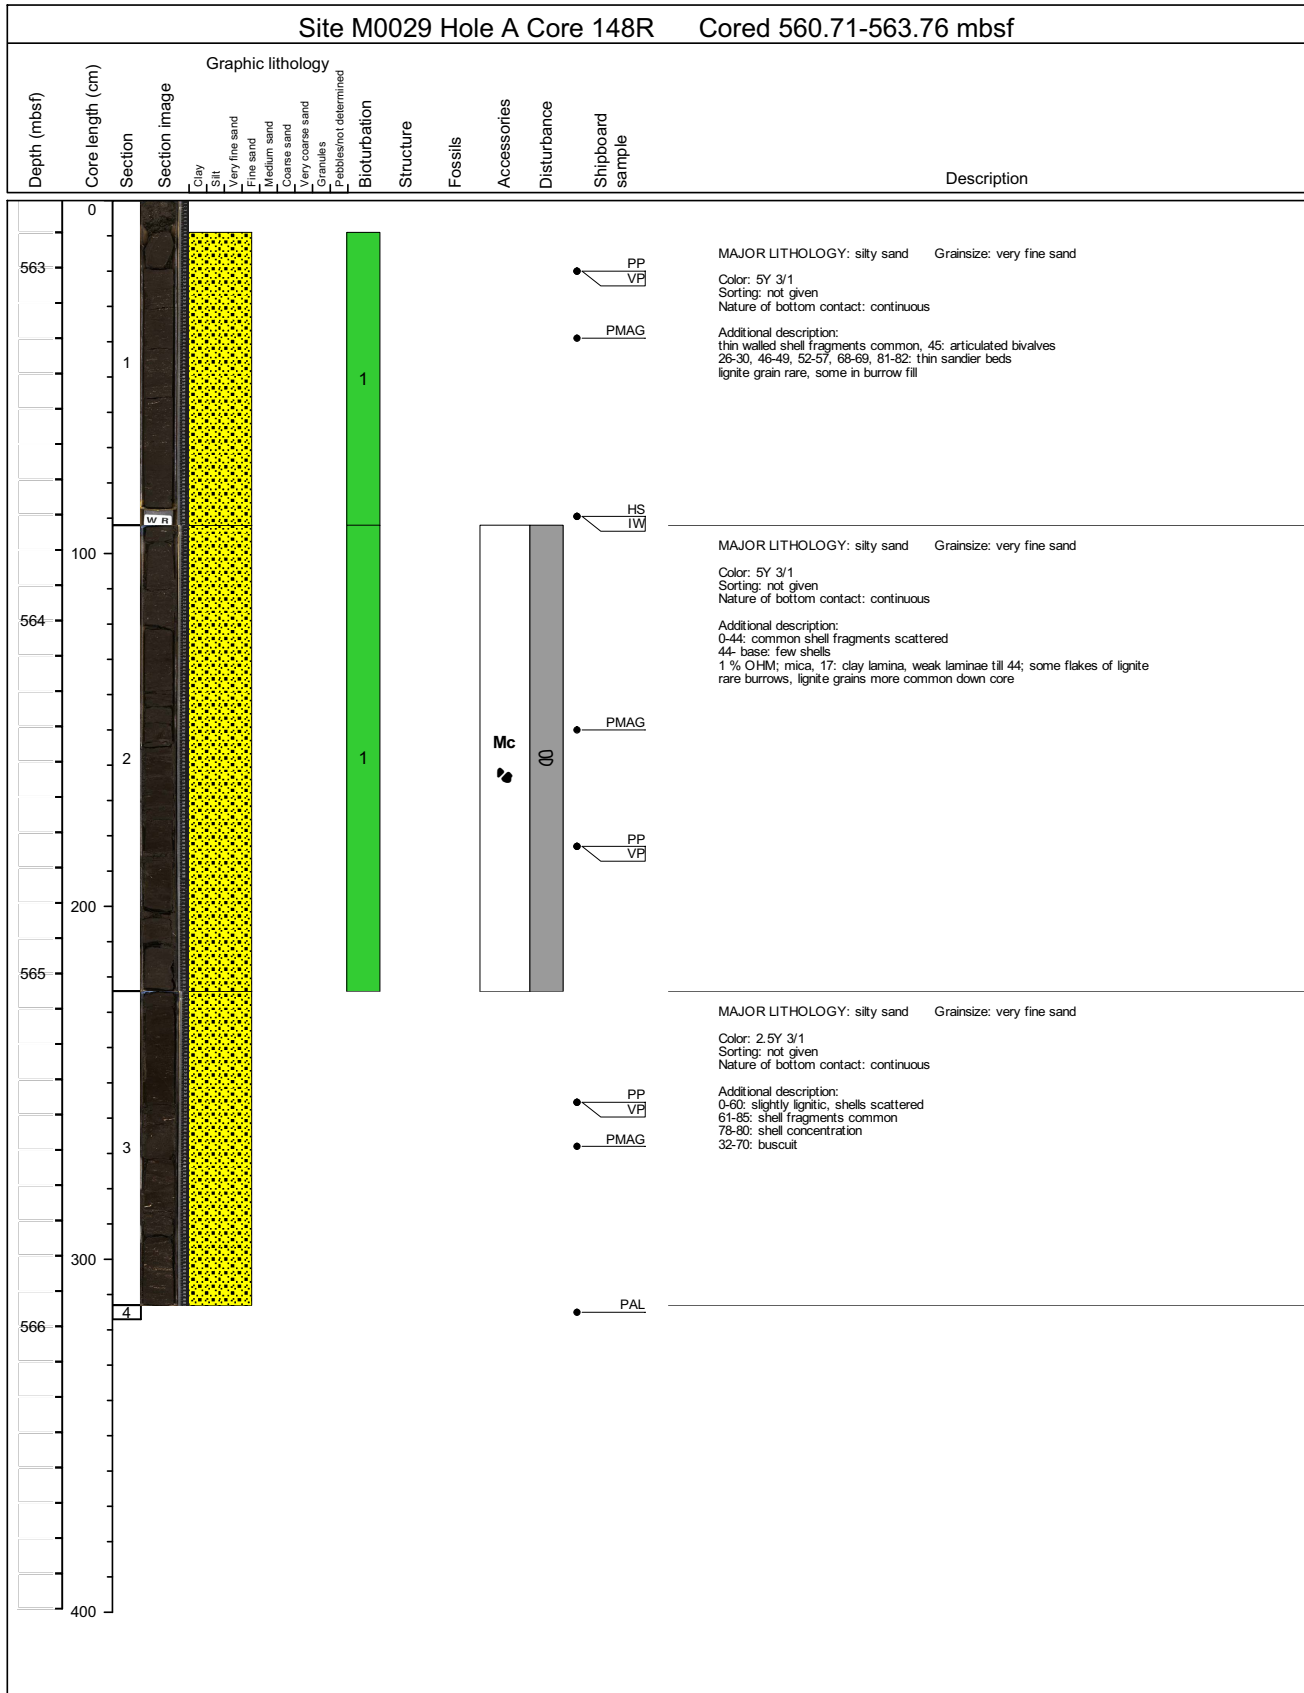 Site M0029 Hole A Core 148R Cored 560.71-563.76 mbsf
Graphic lithology
Depth (mbsf)
Core length (cm)
Section
Section image
Clay
Silt
Very fine sand
Fine sand
Medium sand
Coarse sand
Very coarse sand
Granules
Pebbles/not determined
Bioturbation
Structure
Fossils
Accessories
Disturbance
Shipboard
sample
Description
0
563
1
1
PP
VP
PMAG
MAJOR LITHOLOGY: silty sand Grainsize: very fine sand
Color: 5Y 3/1
Sorting: not given
Nature of bottom contact: continuous
Additional description:
thin walled shell fragments common, 45: articulated bivalves
26-30, 46-49, 52-57, 68-69, 81-82: thin sandier beds
lignite grain rare, some in burrow fill
W R
HS
IW
100
564
2
1
Mc
PMAG
PP
VP
200
565
MAJOR LITHOLOGY: silty sand Grainsize: very fine sand
Color: 5Y 3/1
Sorting: not given
Nature of bottom contact: continuous
Additional description:
0-44: common shell fragments scattered
44- base: few shells
1 % OHM; mica, 17: clay lamina, weak laminae till 44; some flakes of lignite
rare burrows, lignite grains more common down core
3
PP
VP
PMAG
300
MAJOR LITHOLOGY: silty sand Grainsize: very fine sand
Color: 2.5Y 3/1
Sorting: not given
Nature of bottom contact: continuous
Additional description:
0-60: slightly lignitic, shells scattered
61-85: shell fragments common
78-80: shell concentration
32-70: buscuit
4
PAL
566
400